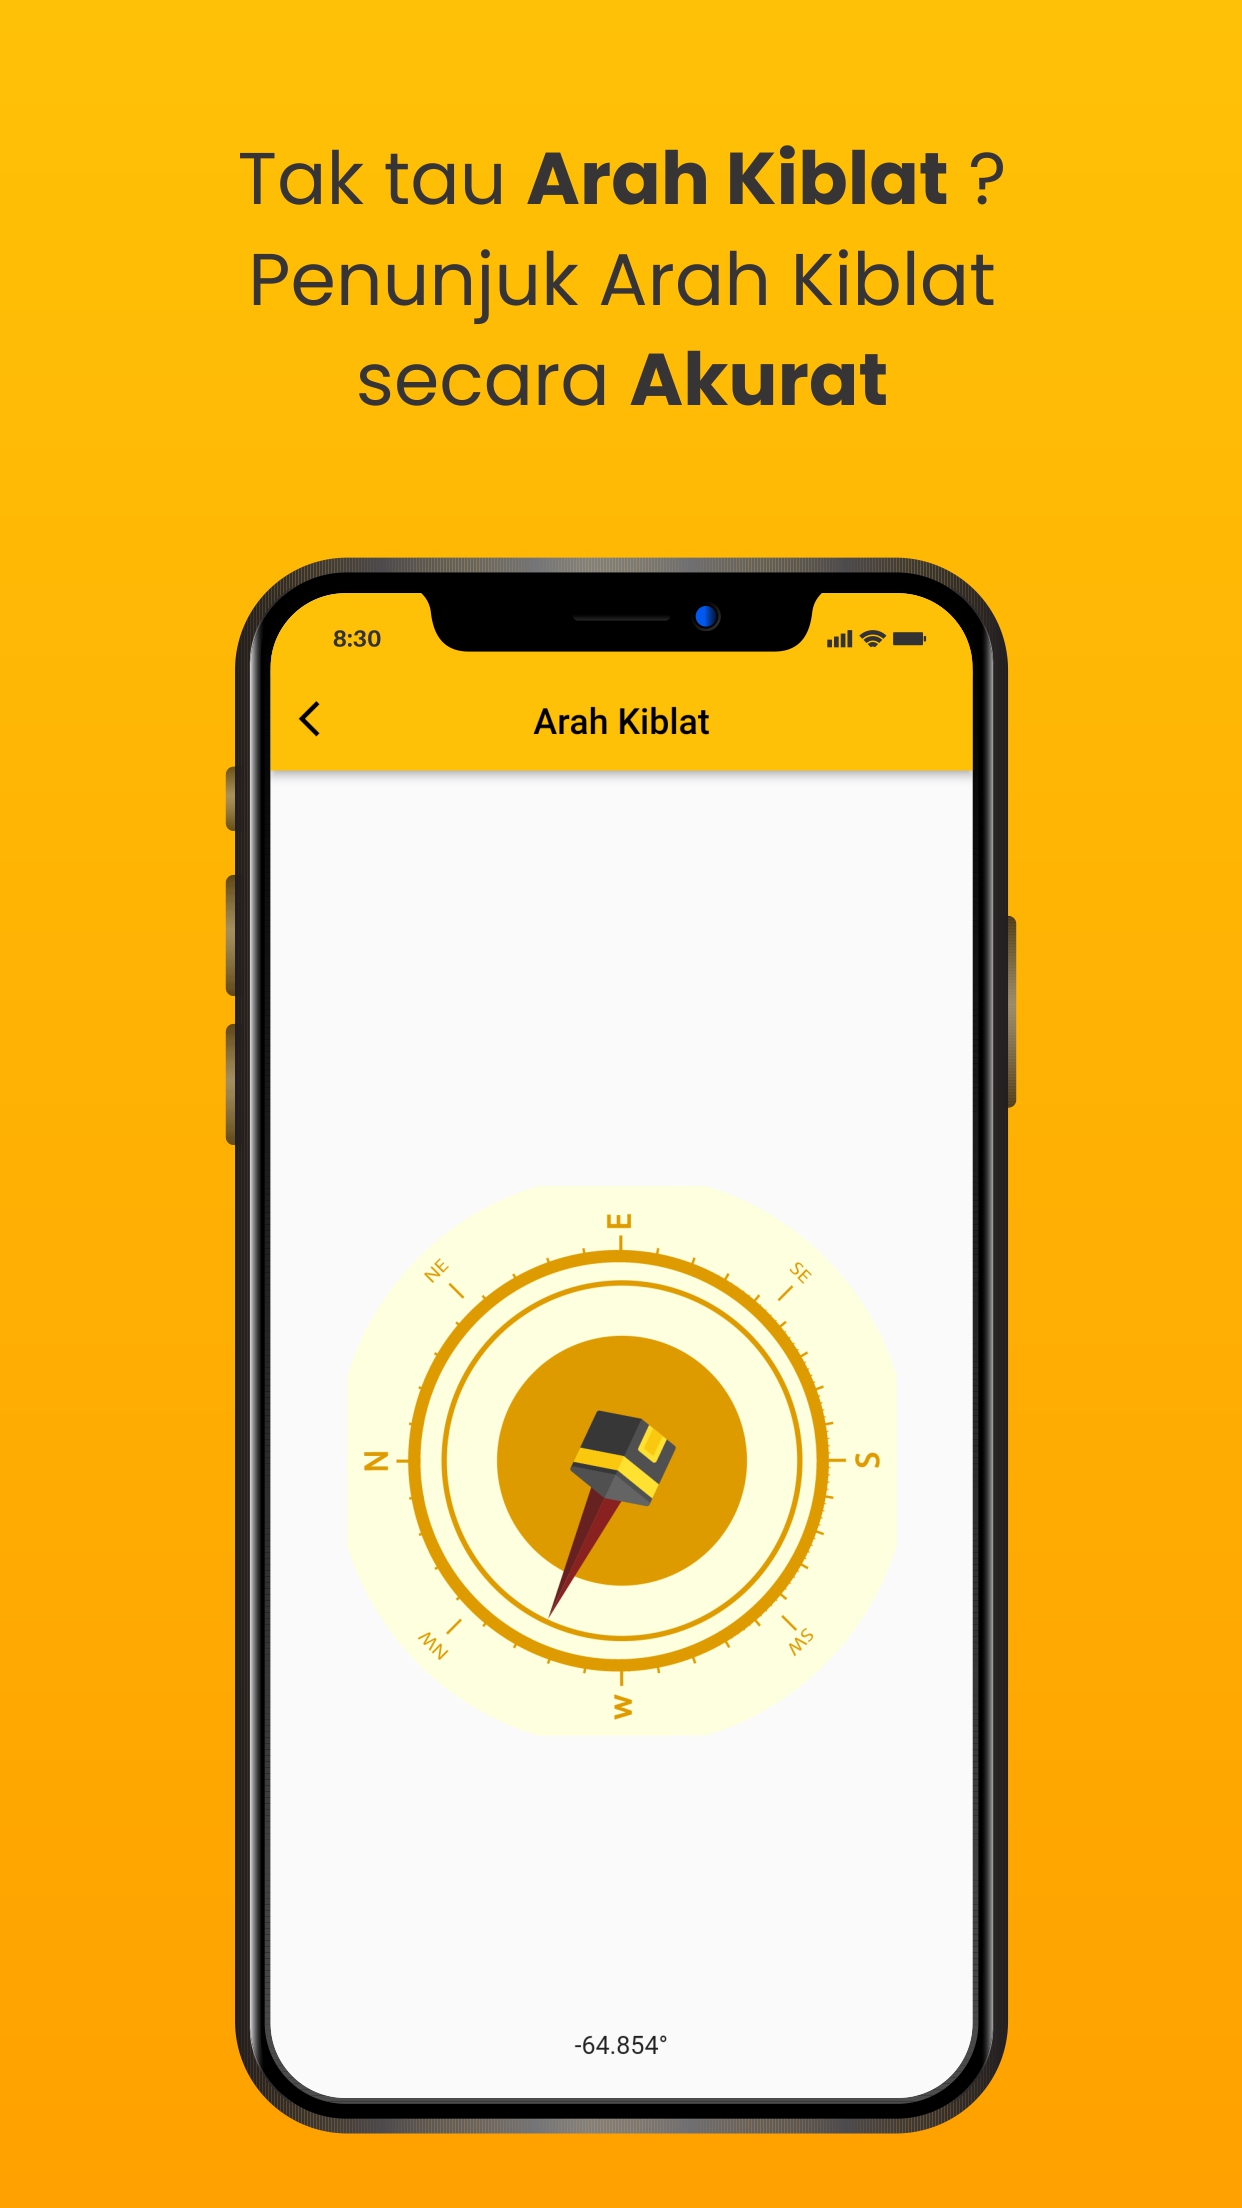 Tak tau Arah Kiblat ?
Penunjuk Arah Kiblat
secara Akurat
8:30
Arah Kiblat
E
NE
SE
N
S
NW
SW
W
-64.854°